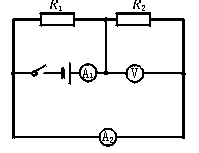 R₁ R₂
A₁ V
A₂